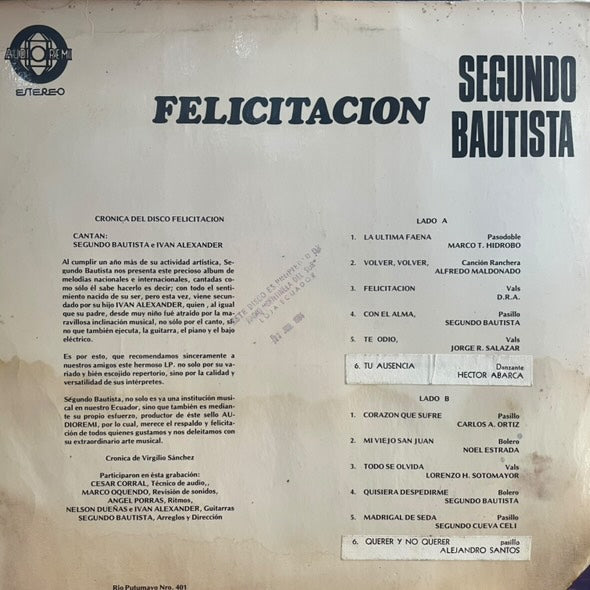 AUDIOREMI
ESTEREO
FELICITACION
SEGUNDO
BAUTISTA
CRONICA DEL DISCO FELICITACION
CANTAN:
SEGUNDO BAUTISTA e IVAN ALEXANDER
Al cumplir un año más de su actividad artística, Se-
gundo Bautista nos presenta este precioso album de
melodías nacionales e internacionales, cantadas co-
mo sólo él sabe hacerlo es decir; con todo el senti-
miento nacido de su ser, pero esta vez, viene secun-
dado por su hijo IVAN ALEXANDER, quien , al igual
que su padre, desde muy niño fué atraido por la ma-
ravillosa inclinación musical, no sólo por el canto, si-
no que también ejecuta, la guitarra, el piano y el bajo
eléctrico.
Es por esto, que recomendamos sinceramente a
nuestros amigos este hermoso LP. no solo por su va-
riado y bién escojido repertorio, sino por la calidad y
versatilidad de sus intérpretes.
Ségundo Bautista, no solo es ya una institución musi-
cal en nuestro Ecuador, sino que también es median-
te su propio esfuerzo, productor de éste sello AU-
DIOREMI, por lo cual, merece el respaldo y felicita-
ción de todos quienes gustamos y nos deleitamos con
su extraordinario arte musical.
Cronica de Virgilio Sánchez
Participaron en ésta grabación:
CESAR CORRAL, Técnico de audio,,
MARCO OQUENDO, Revisión de sonidos,
ANGEL PORRAS, Ritmos,
NELSON DUEÑAS e IVAN ALEXANDER, Guitarras
SEGUNDO BAUTISTA, Arreglos y Dirección
Río Putumayo Nro. 401
ESTE DISCO ES PROPIEDAD DE
LOJA ECUADOR
LADO A
1. LA ULTIMA FAENA Pasodoble
MARCO T. HIDROBO
2. VOLVER, VOLVER, Canción Ranchera
ALFREDO MALDONADO
3. FELICITACION Vals
D.R.A.
4. CON EL ALMA, Pasillo
SEGUNDO BAUTISTA
5. TE ODIO, Vals
JORGE R. SALAZAR
6. TU AUSENCIA Danzante
HECTOR ABARCA
LADO B
1. CORAZON QUE SUFRE Pasillo
CARLOS A. ORTIZ
2. MI VIEJO SAN JUAN Bolero
NOEL ESTRADA
3. TODO SE OLVIDA Vals
LORENZO H. SOTOMAYOR
4. QUISIERA DESPEDIRME Bolero
SEGUNDO BAUTISTA
5. MADRIGAL DE SEDA Pasillo
SEGUNDO CUEVA CELI
6. QUERER Y NO QUERER pasillo
ALEJANDRO SANTOS